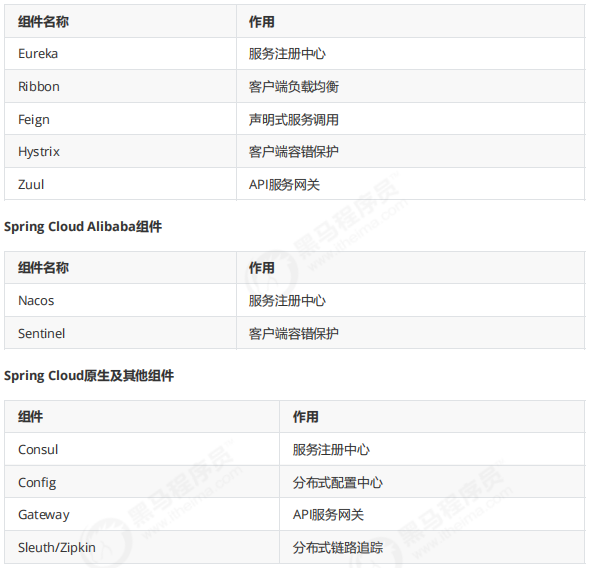 组件名称 作用
Eureka 服务注册中心
Ribbon 客户端负载均衡
Feign 声明式服务调用
Hystrix 客户端容错保护
Zuul API服务网关
Spring Cloud Alibaba组件
组件名称 作用
Nacos 服务注册中心
Sentinel 客户端容错保护
Spring Cloud原生及其他组件
组件 作用
Consul 服务注册中心
Config 分布式配置中心
Gateway API服务网关
Sleuth/Zipkin 分布式链路追踪
黑马程序员
www.itheima.com
黑马程序员
www.itheima.com
黑马程序员
www.itheima.com